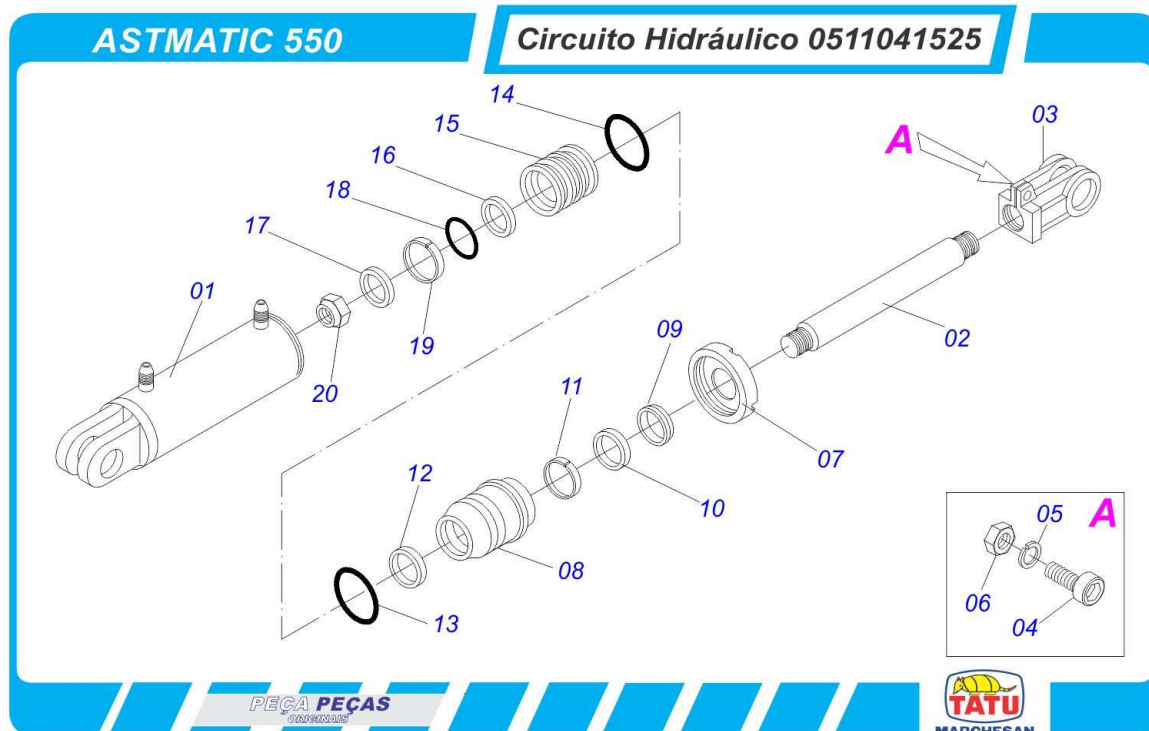 ASTMATIC 550
Circuito Hidráulico 0511041525
14
15
16
18
17
01
19
20
A
03
02
09
11
07
10
12
08
13
A
05
06
04
PEÇA PEÇAS
ORIGINAIS
TATU
MARCHESAN